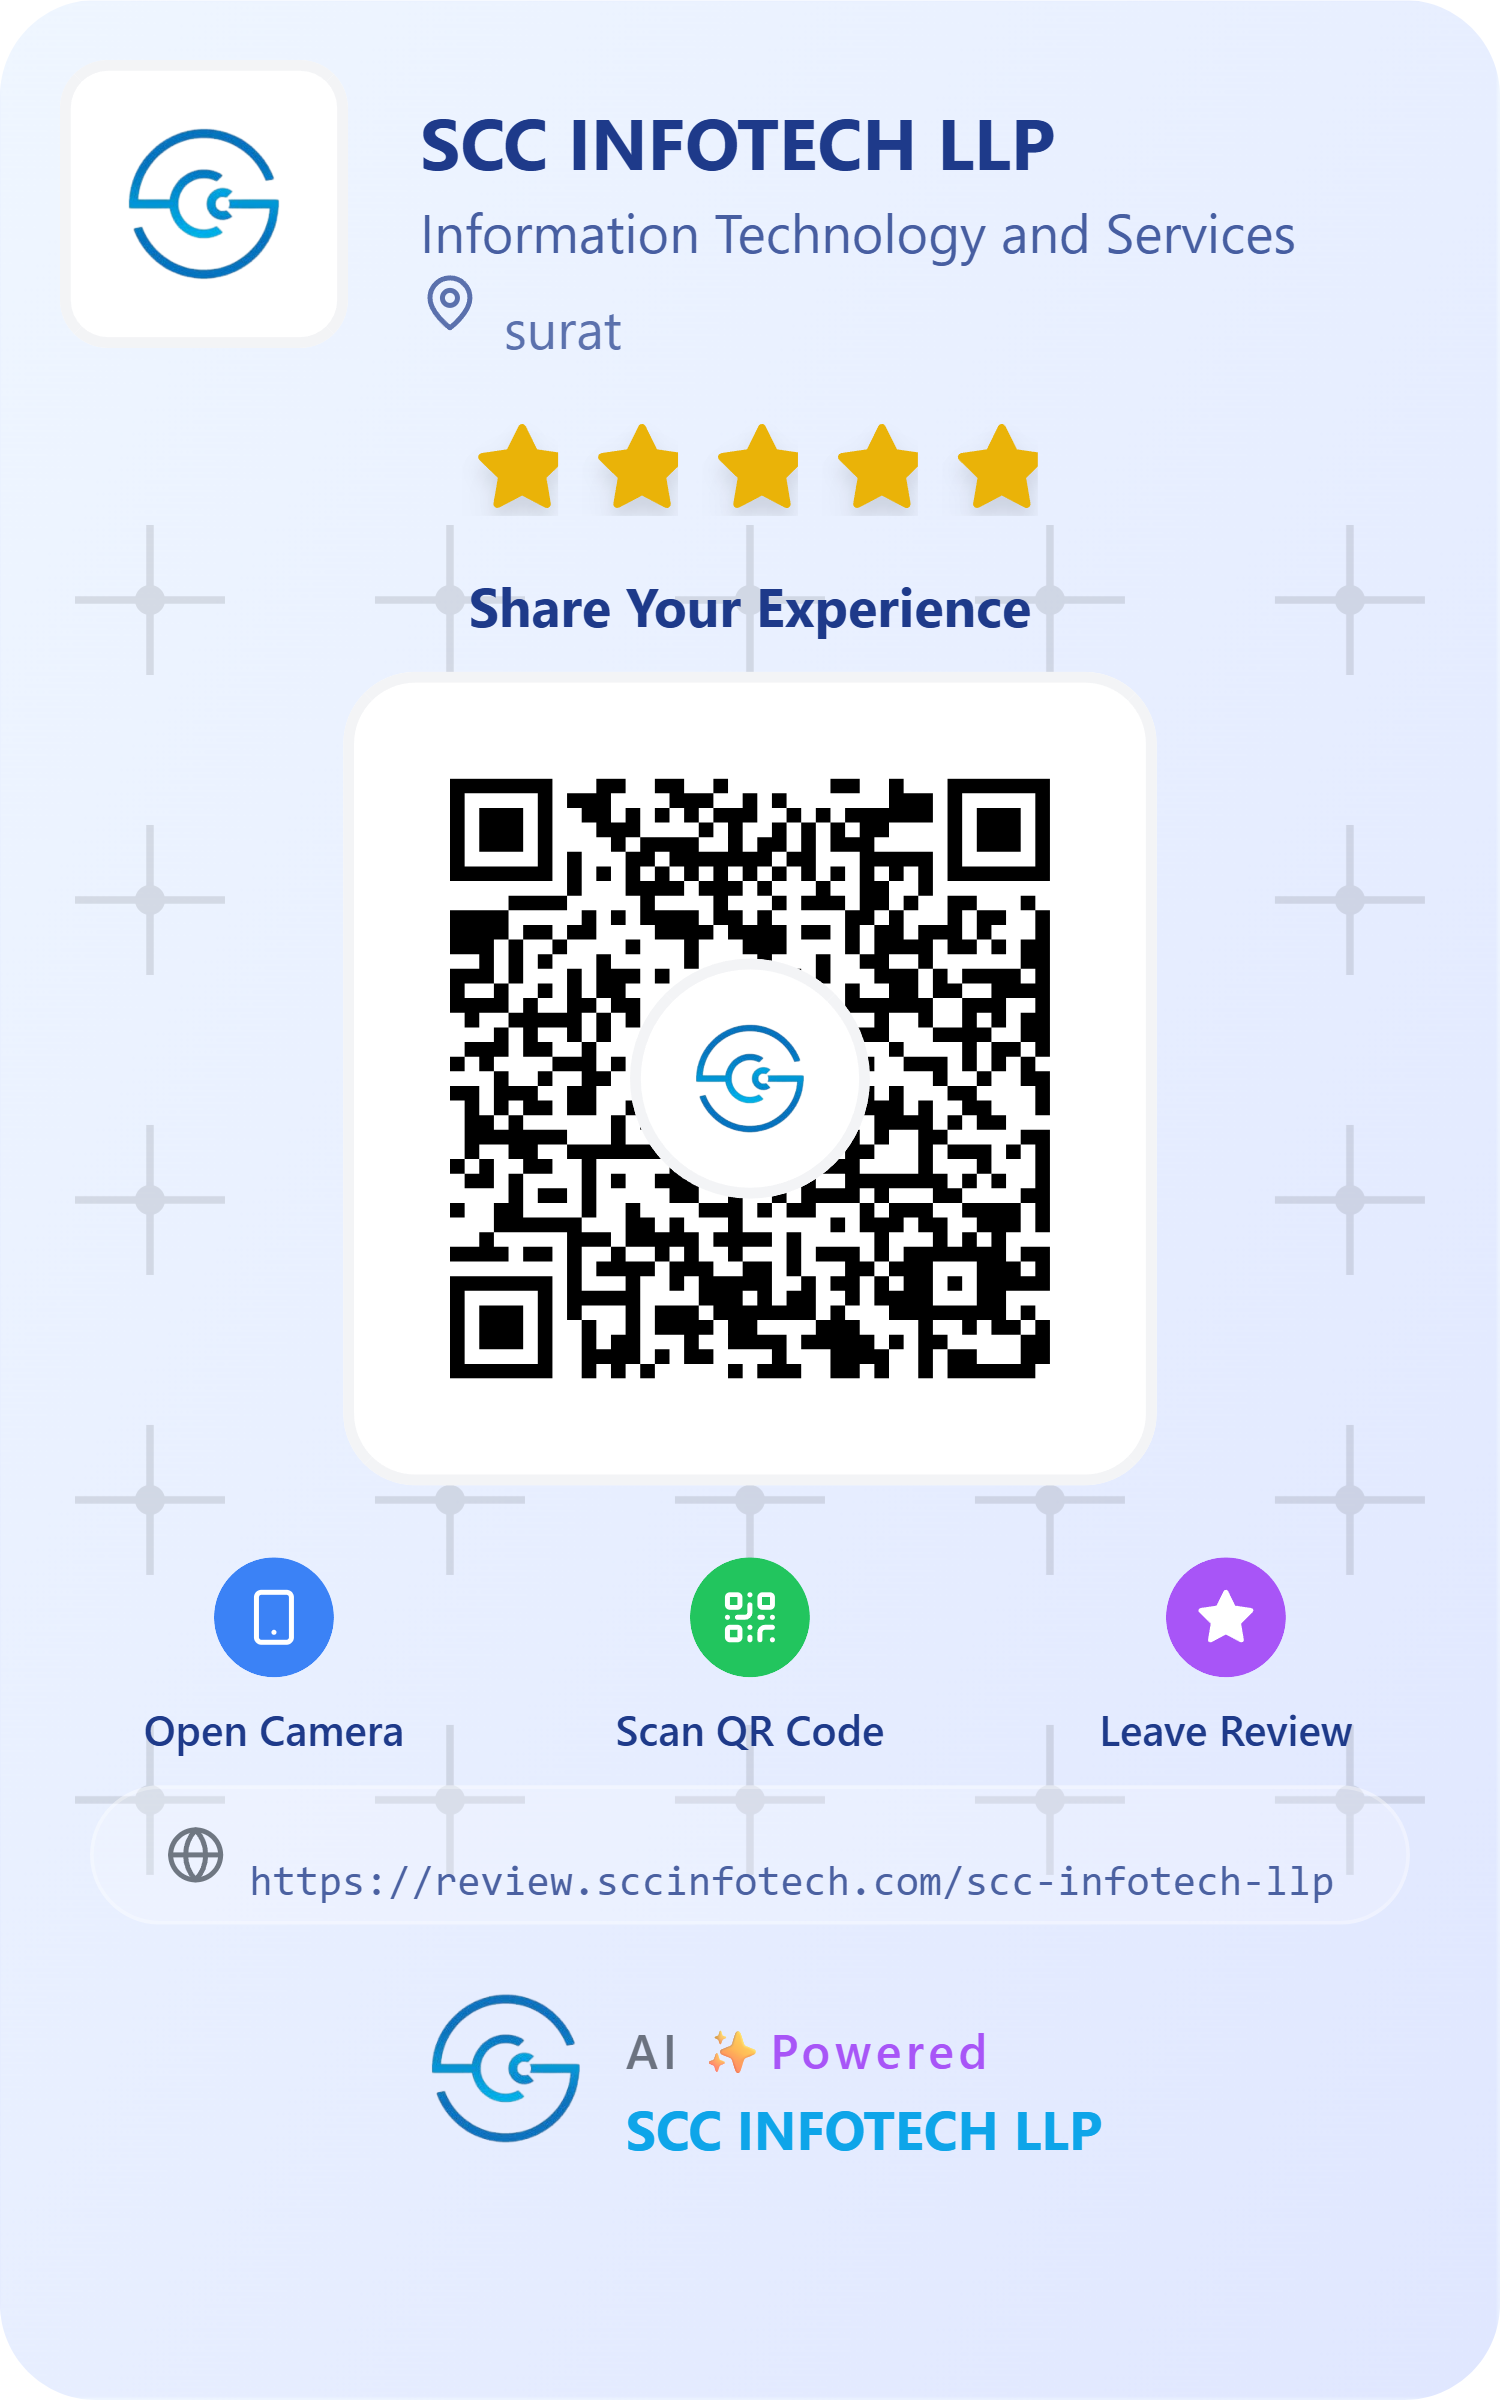 SCC INFOTECH LLP
Information Technology and Services
surat
Share Your Experience
Open Camera
Scan QR Code
Leave Review
https://review.sccinfotech.com/scc-infotech-llp
AI ✨ Powered
SCC INFOTECH LLP